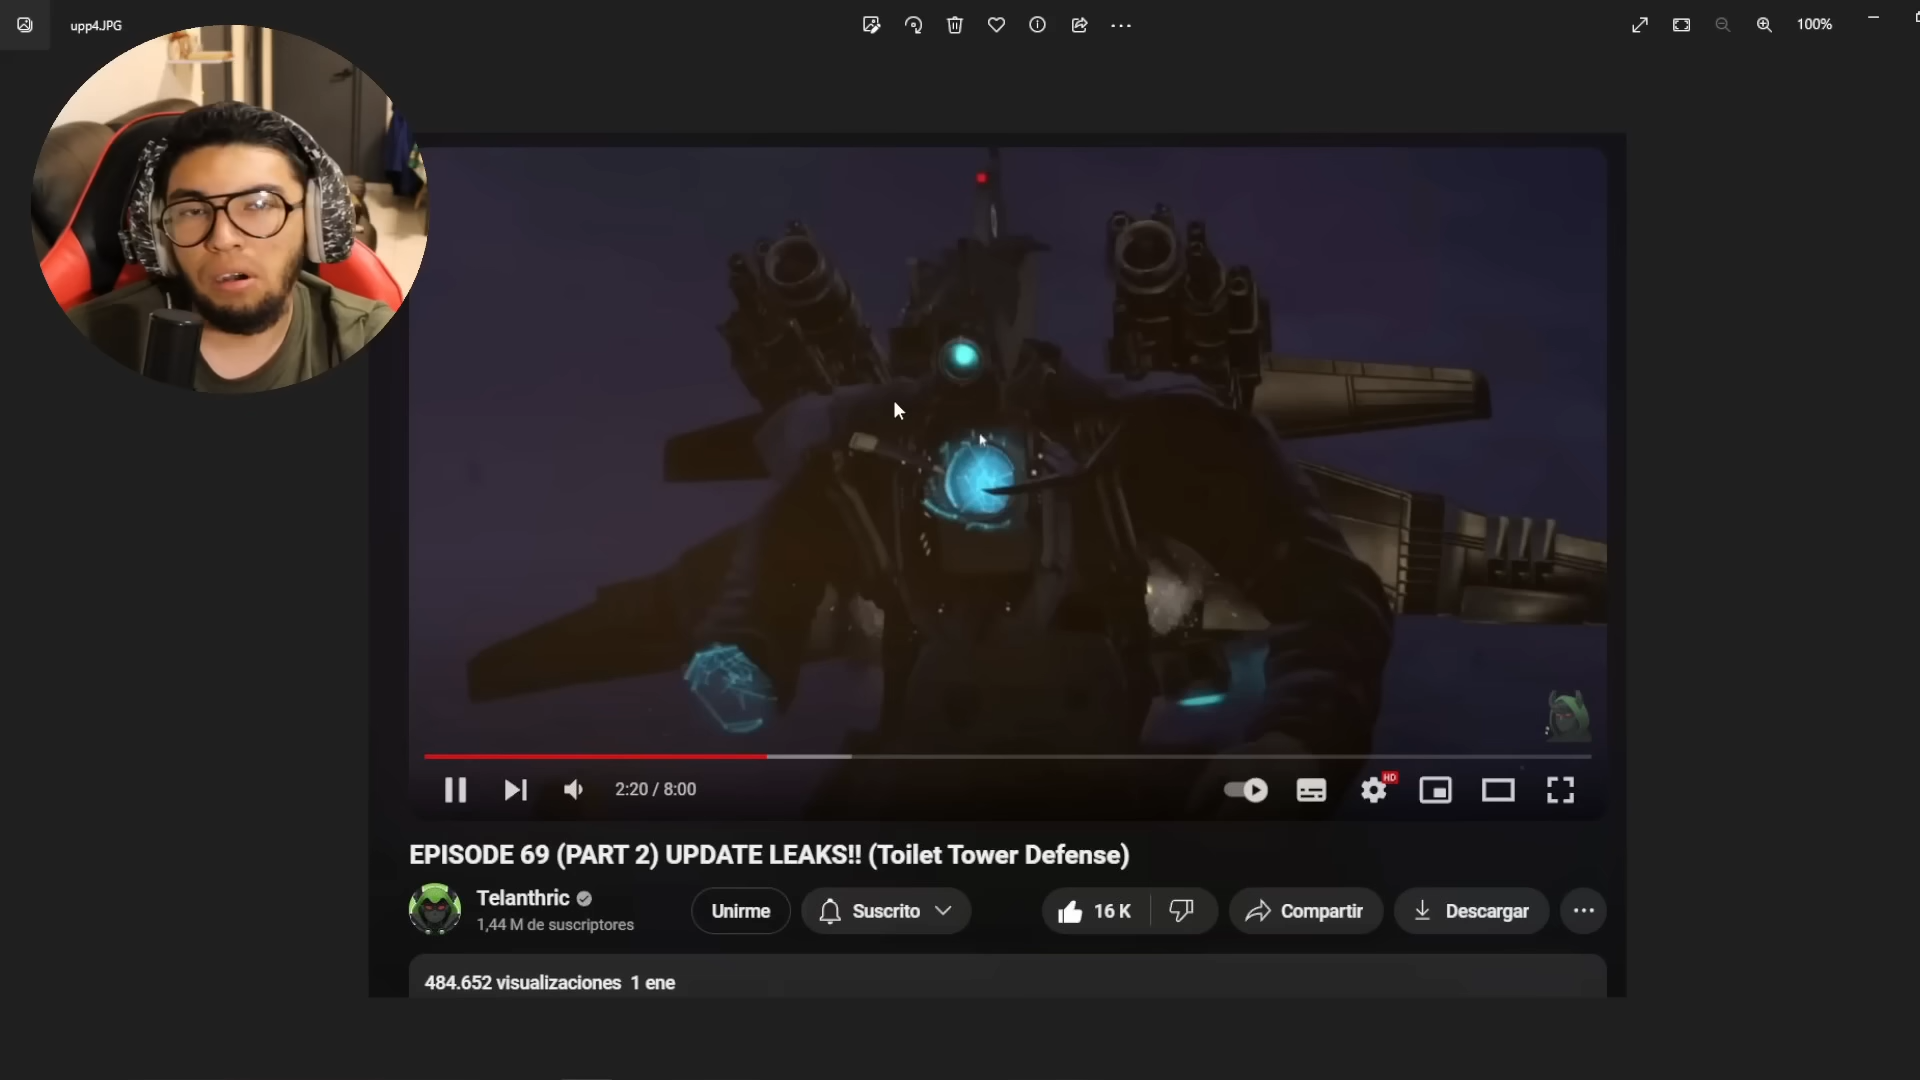 upp4.JPG
100%
2:20 / 8:00
HD
EPISODE 69 (PART 2) UPDATE LEAKS!! (Toilet Tower Defense)
Telanthric
1,44 M de suscriptores
Unirme
Suscrito
16 K
Compartir
Descargar
484.652 visualizaciones 1 ene